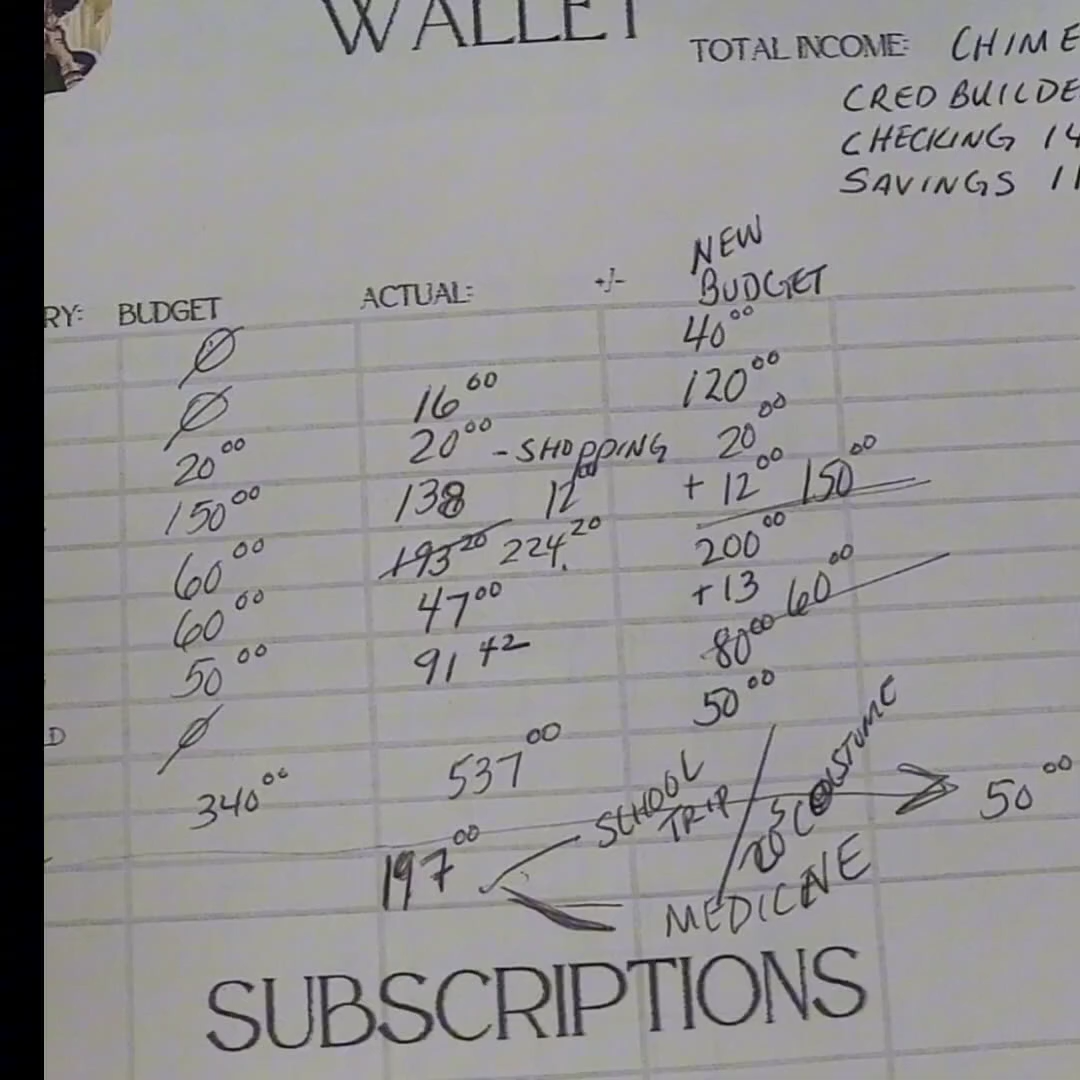 WALLET
TOTAL INCOME: CHIME
CRED BUILDE
CHECKING 14
SAVINGS 11
RY: BUDGET ACTUAL: +/- NEW BUDGET
∅ 40.00
∅ 16.60 120.00
20.00 20.00 - SHOPPING 20.00
150.00 138 12.00 + 12.00 150.00
60.00 193.20 224.20 200.00
60.00 47.00 + 13 60.00
50.00 91.42 80.00
D ∅ 50.00
340.00 537.00
197.00 SCHOOL TRIP COSTUME 50.00
MEDICINE
SUBSCRIPTIONS